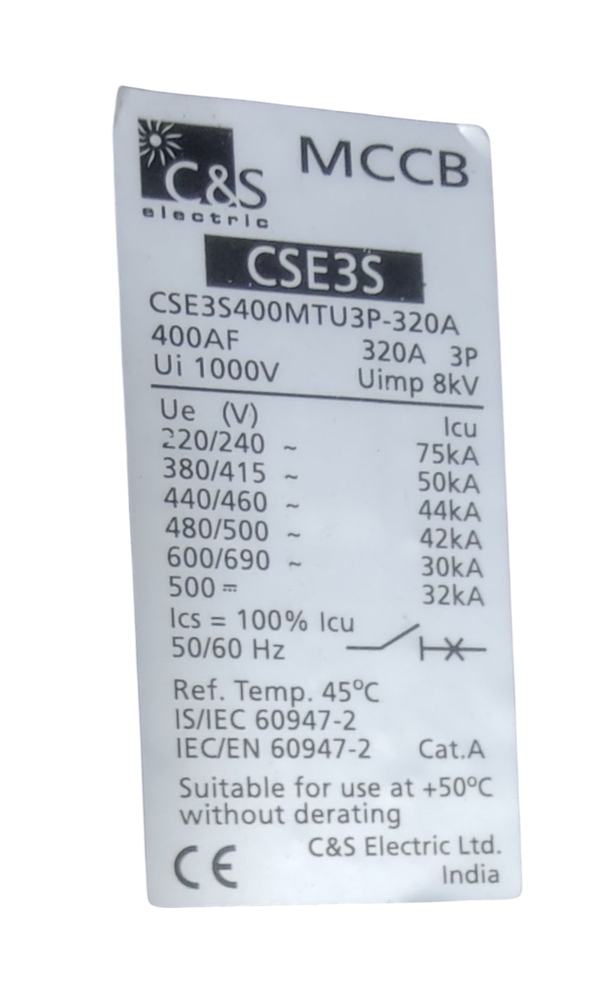 C&S
electric
MCCB
CSE3S
CSE3S400MTU3P-320A
400AF 320A 3P
Ui 1000V Uimp 8kV
Ue (V) Icu
220/240 ~ 75kA
380/415 ~ 50kA
440/460 ~ 44kA
480/500 ~ 42kA
600/690 ~ 30kA
500 ⎓ 32kA
Ics = 100% Icu
50/60 Hz
Ref. Temp. 45ºC
IS/IEC 60947-2
IEC/EN 60947-2 Cat.A
Suitable for use at +50ºC
without derating
CE C&S Electric Ltd.
India